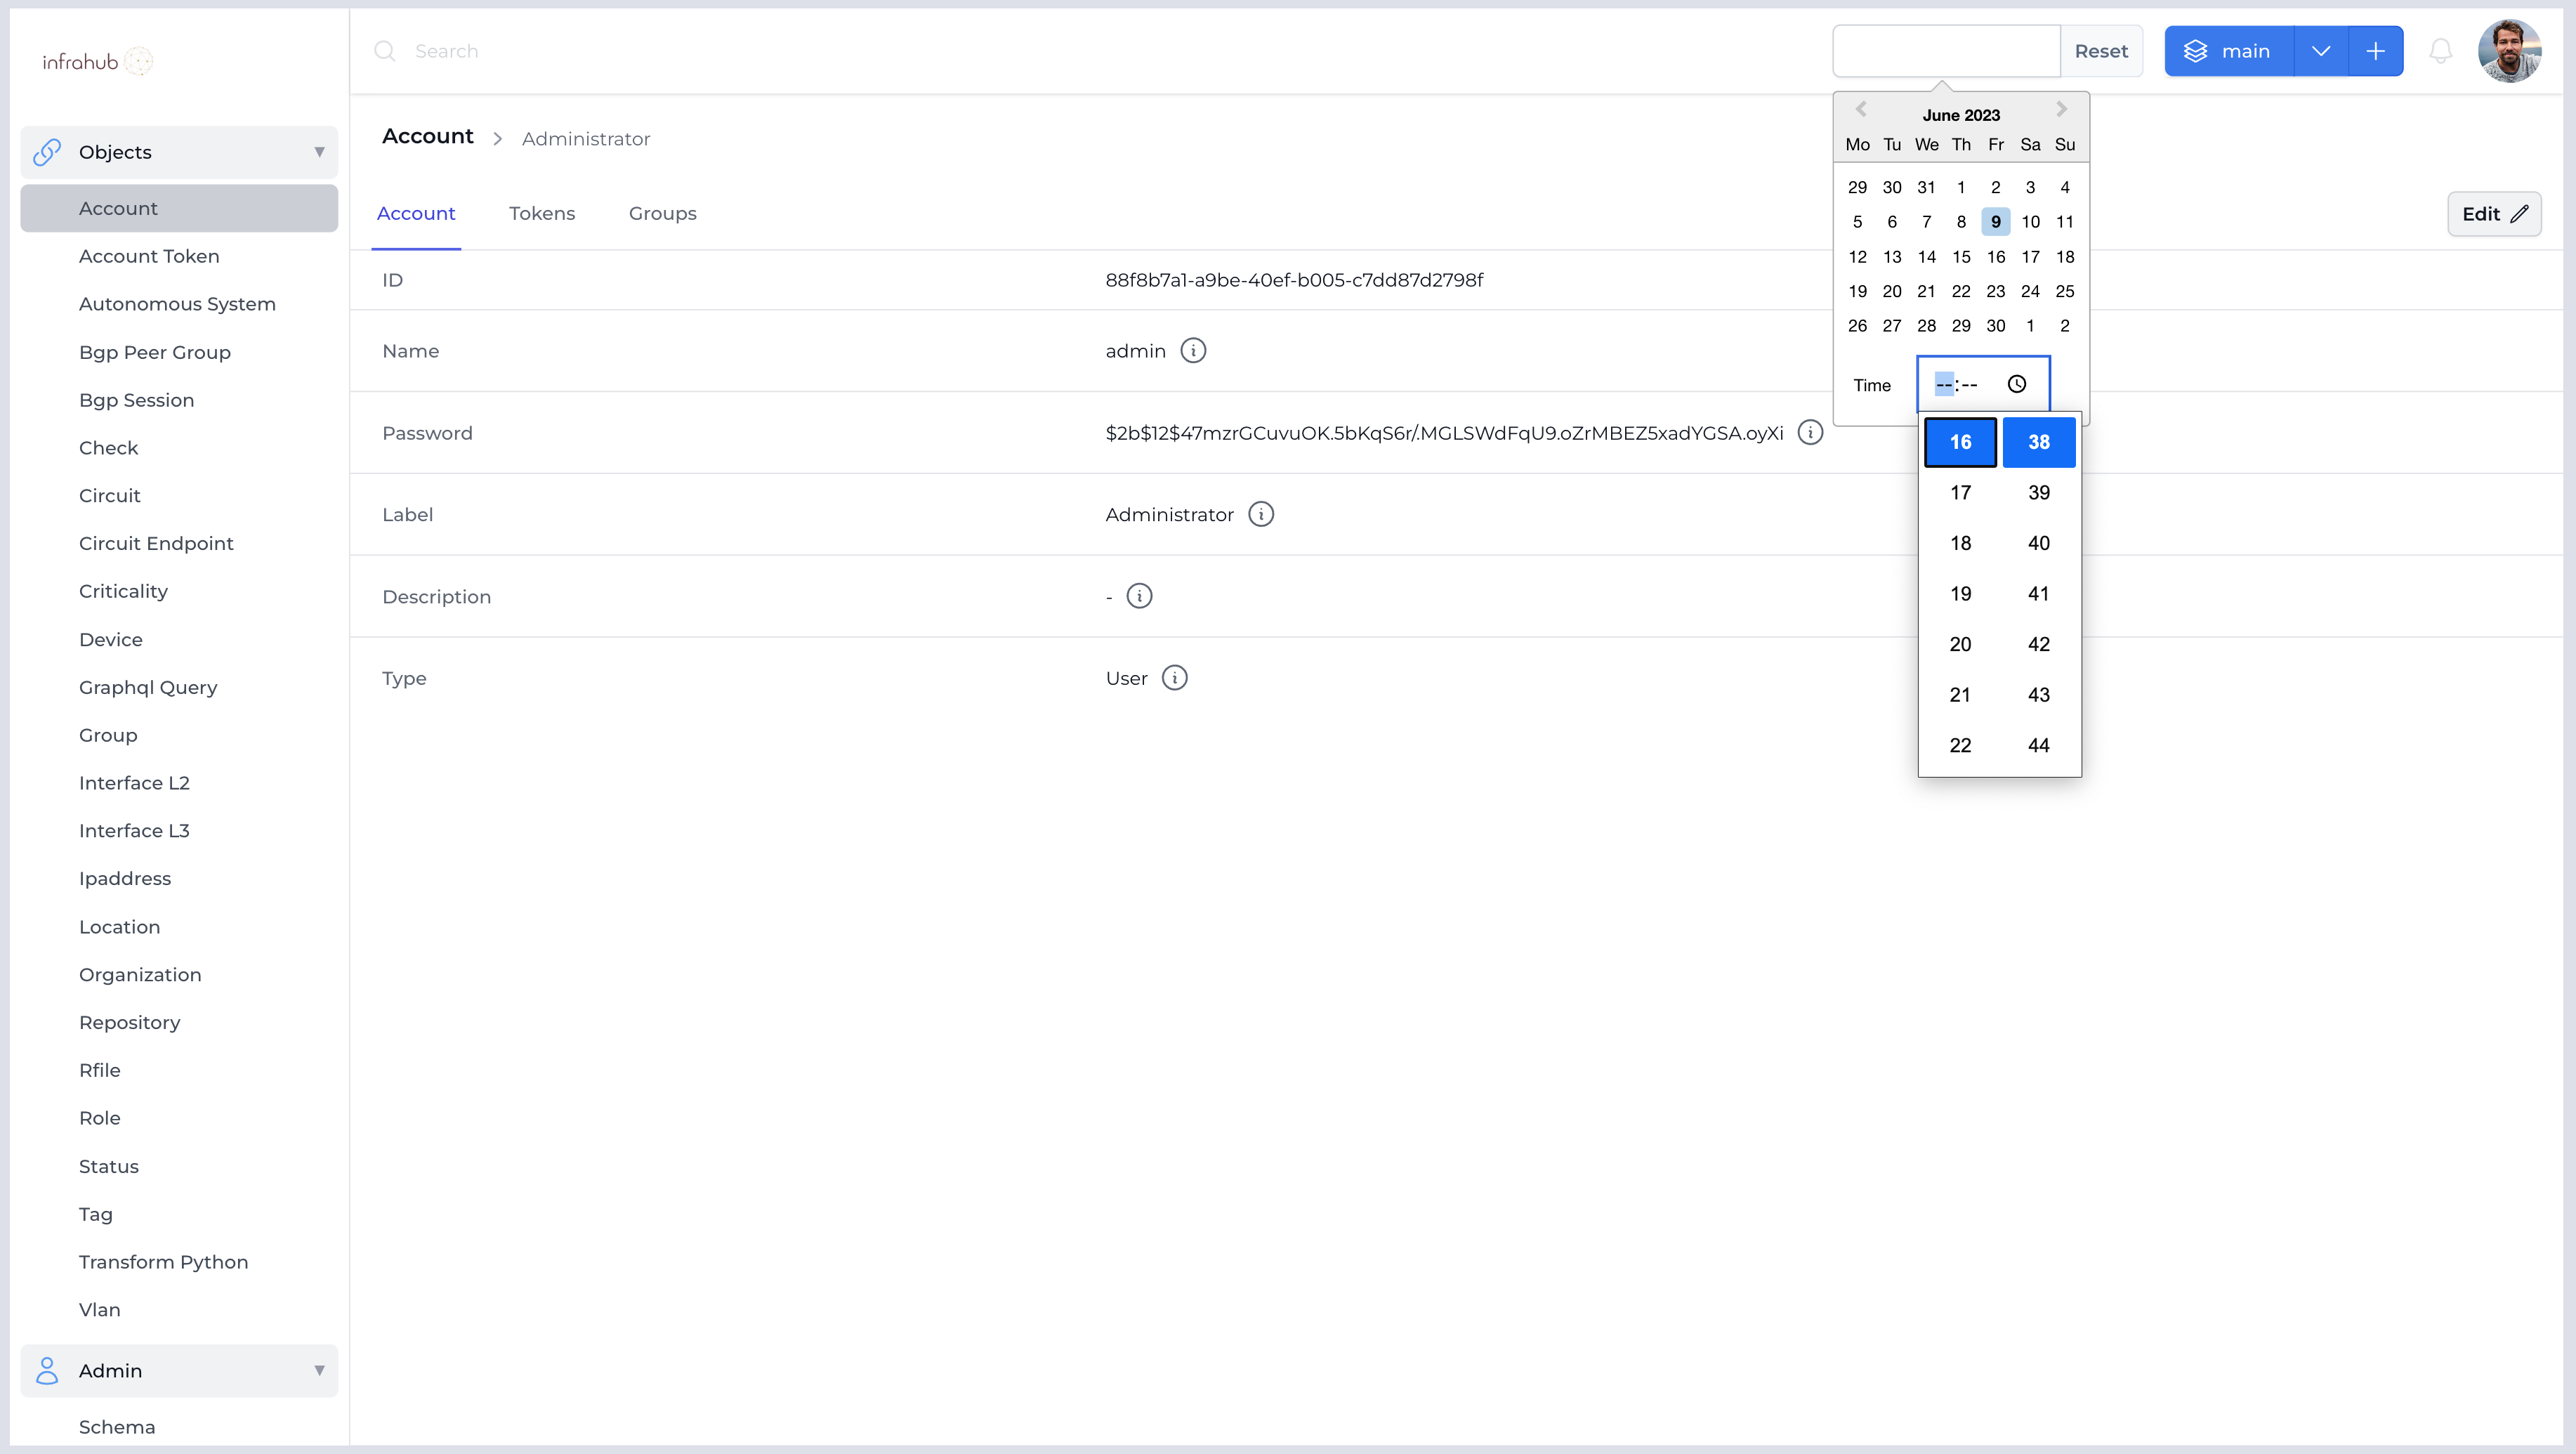 infrahub
Search
Reset
main
Objects
Account
Account Token
Autonomous System
Bgp Peer Group
Bgp Session
Check
Circuit
Circuit Endpoint
Criticality
Device
Graphql Query
Group
Interface L2
Interface L3
Ipaddress
Location
Organization
Repository
Rfile
Role
Status
Tag
Transform Python
Vlan
Admin
Schema
Account > Administrator
Account Tokens Groups
Edit
ID 88f8b7a1-a9be-40ef-b005-c7dd87d2798f
Name admin
Password $2b$12$47mzrGCuvuOK.5bKqS6r/.MGLSWdFqU9.oZrMBEZ5xadYGSA.oyXi
Label Administrator
Description -
Type User
June 2023
Mo Tu We Th Fr Sa Su
29 30 31 1 2 3 4
5 6 7 8 9 10 11
12 13 14 15 16 17 18
19 20 21 22 23 24 25
26 27 28 29 30 1 2
Time --:--
16 38
17 39
18 40
19 41
20 42
21 43
22 44